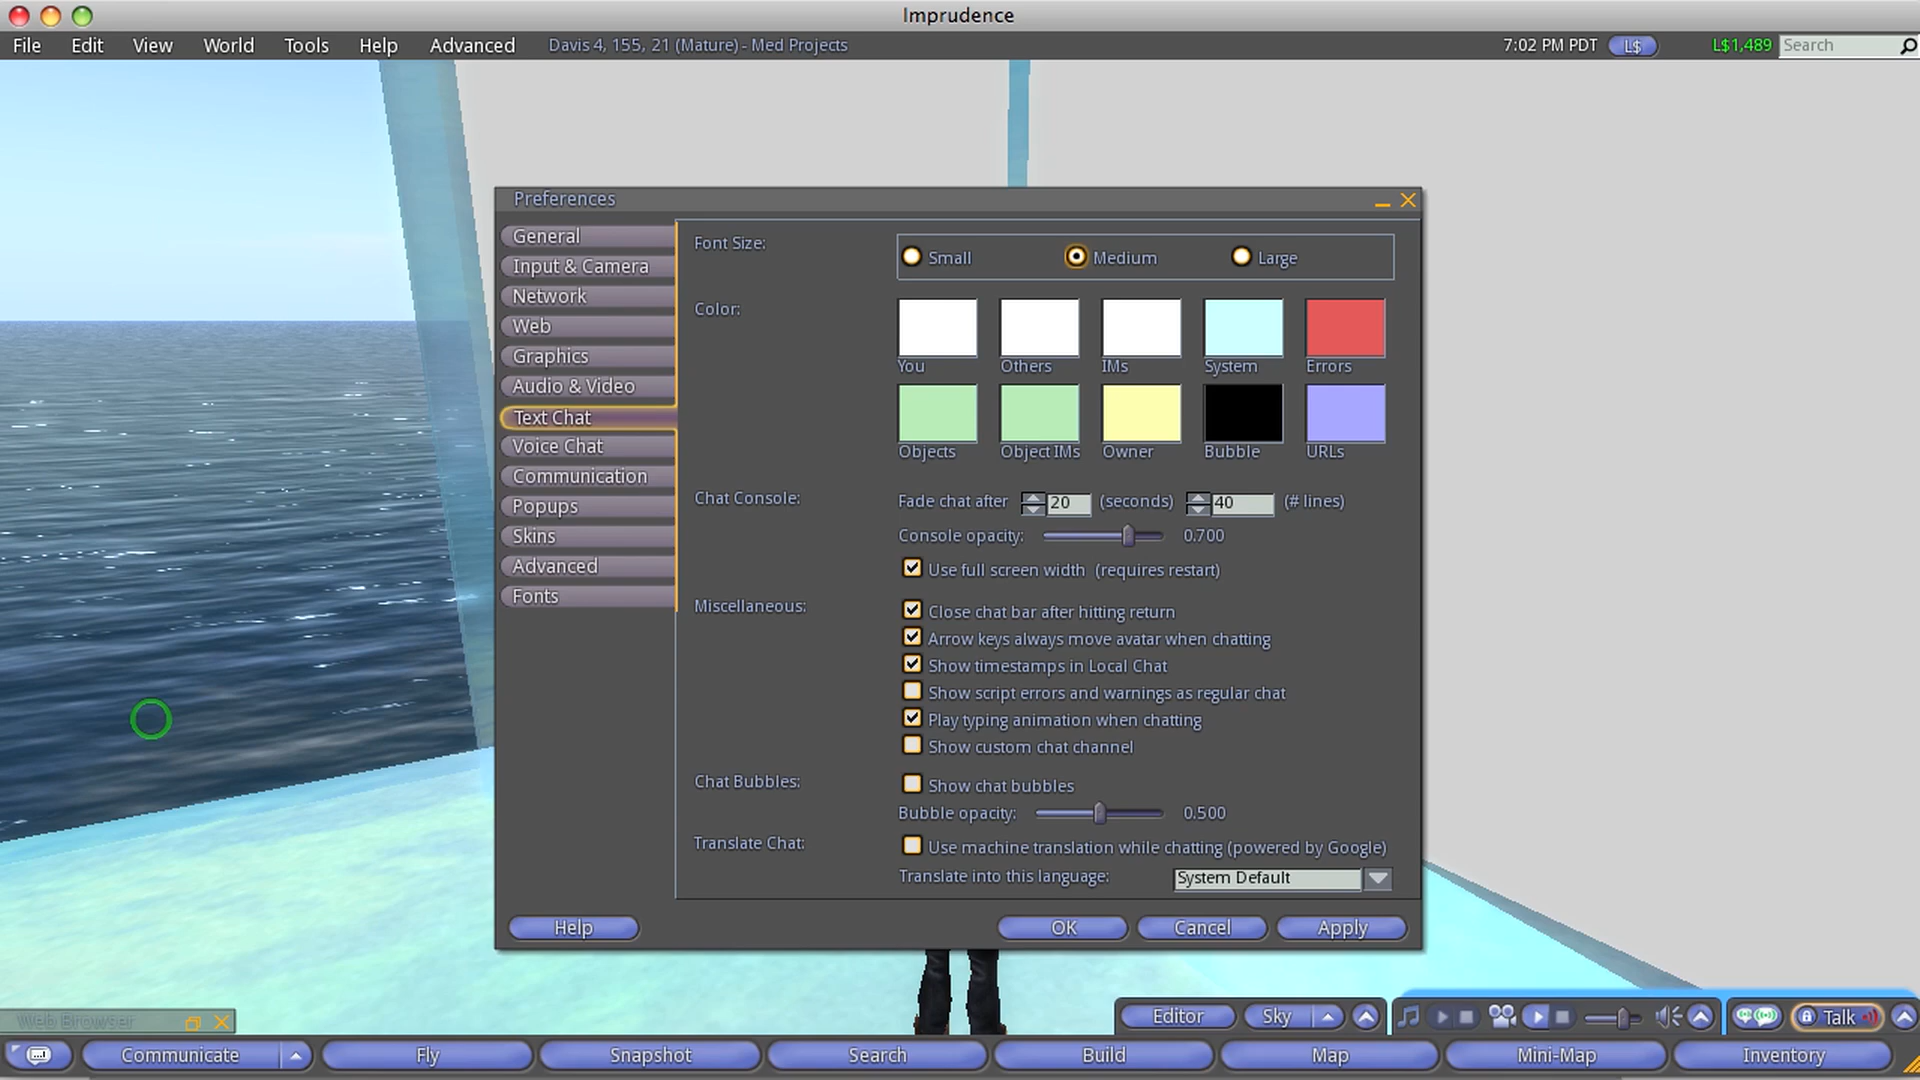 Imprudence
File Edit View World Tools Help Advanced Davis 4, 155, 21 (Mature) - Med Projects 7:02 PM PDT L$ L$1,489 Search
Preferences
General
Input & Camera
Network
Web
Graphics
Audio & Video
Text Chat
Voice Chat
Communication
Popups
Skins
Advanced
Fonts
Font Size: Small Medium Large
Color:
You Others IMs System Errors
Objects Object IMs Owner Bubble URLs
Chat Console: Fade chat after 20 (seconds) 40 (# lines)
Console opacity: 0.700
Use full screen width (requires restart)
Miscellaneous:
Close chat bar after hitting return
Arrow keys always move avatar when chatting
Show timestamps in Local Chat
Show script errors and warnings as regular chat
Play typing animation when chatting
Show custom chat channel
Chat Bubbles: Show chat bubbles
Bubble opacity: 0.500
Translate Chat: Use machine translation while chatting (powered by Google)
Translate into this language: System Default
Help OK Cancel Apply
Web Browser Editor Sky Talk
Communicate Fly Snapshot Search Build Map Mini-Map Inventory